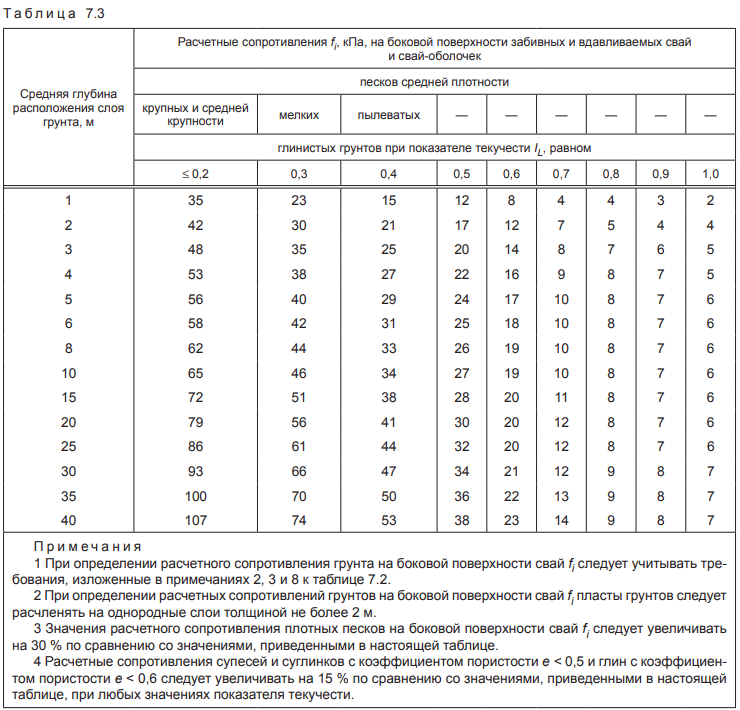 Таблица 7.3
Средняя глубина
расположения слоя
грунта, м
Расчетные сопротивления fi, кПа, на боковой поверхности забивных и вдавливаемых свай
и свай-оболочек
песков средней плотности
крупных и средней
крупности
мелких
пылеватых
— — — — — —
глинистых грунтов при показателе текучести IL, равном
≤ 0,2 0,3 0,4 0,5 0,6 0,7 0,8 0,9 1,0
1 35 23 15 12 8 4 4 3 2
2 42 30 21 17 12 7 5 4 4
3 48 35 25 20 14 8 7 6 5
4 53 38 27 22 16 9 8 7 5
5 56 40 29 24 17 10 8 7 6
6 58 42 31 25 18 10 8 7 6
8 62 44 33 26 19 10 8 7 6
10 65 46 34 27 19 10 8 7 6
15 72 51 38 28 20 11 8 7 6
20 79 56 41 30 20 12 8 7 6
25 86 61 44 32 20 12 8 7 6
30 93 66 47 34 21 12 9 8 7
35 100 70 50 36 22 13 9 8 7
40 107 74 53 38 23 14 9 8 7
Примечания
1 При определении расчетного сопротивления грунта на боковой поверхности свай fi следует учитывать тре-
бования, изложенные в примечаниях 2, 3 и 8 к таблице 7.2.
2 При определении расчетных сопротивлений грунтов на боковой поверхности свай fi пласты грунтов следует
расчленять на однородные слои толщиной не более 2 м.
3 Значения расчетного сопротивления плотных песков на боковой поверхности свай fi следует увеличивать
на 30 % по сравнению со значениями, приведенными в настоящей таблице.
4 Расчетные сопротивления супесей и суглинков с коэффициентом пористости e < 0,5 и глин с коэффициен-
том пористости e < 0,6 следует увеличивать на 15 % по сравнению со значениями, приведенными в настоящей
таблице, при любых значениях показателя текучести.